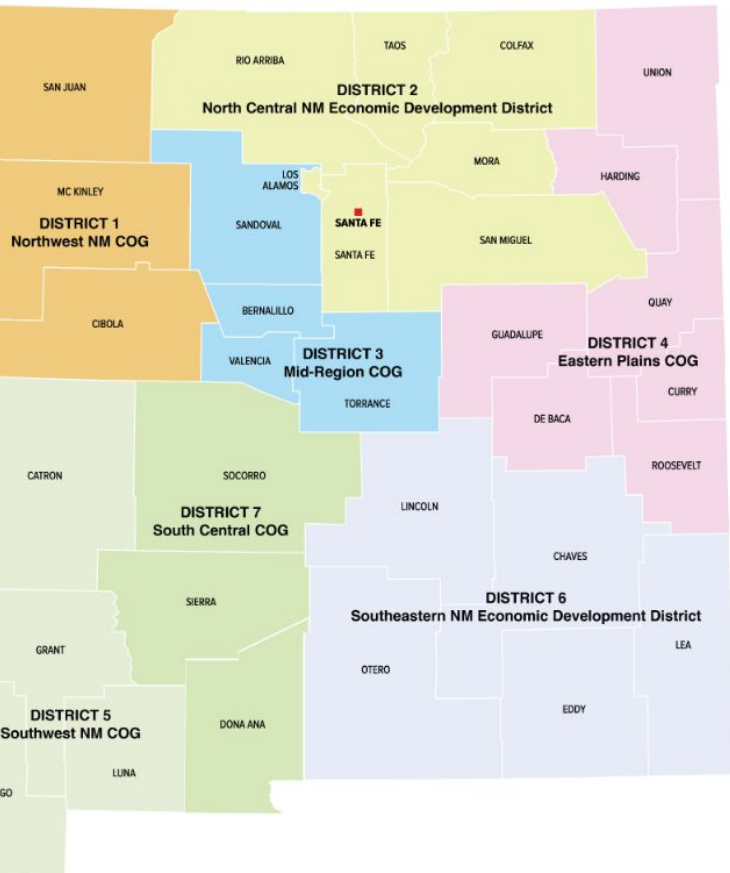 TAOS
COLFAX
RIO ARRIBA
UNION
SAN JUAN
DISTRICT 2
North Central NM Economic Development District
MORA
LOS
ALAMOS
HARDING
MC KINLEY
DISTRICT 1
Northwest NM COG
SANDOVAL
SANTA FE
SAN MIGUEL
SANTA FE
QUAY
BERNALILLO
CIBOLA
GUADALUPE
DISTRICT 4
Eastern Plains COG
VALENCIA
DISTRICT 3
Mid-Region COG
CURRY
TORRANCE
DE BACA
ROOSEVELT
CATRON
SOCORRO
LINCOLN
DISTRICT 7
South Central COG
CHAVES
SIERRA
DISTRICT 6
Southeastern NM Economic Development District
GRANT
LEA
OTERO
EDDY
DISTRICT 5
Southwest NM COG
DONA ANA
LUNA
GO